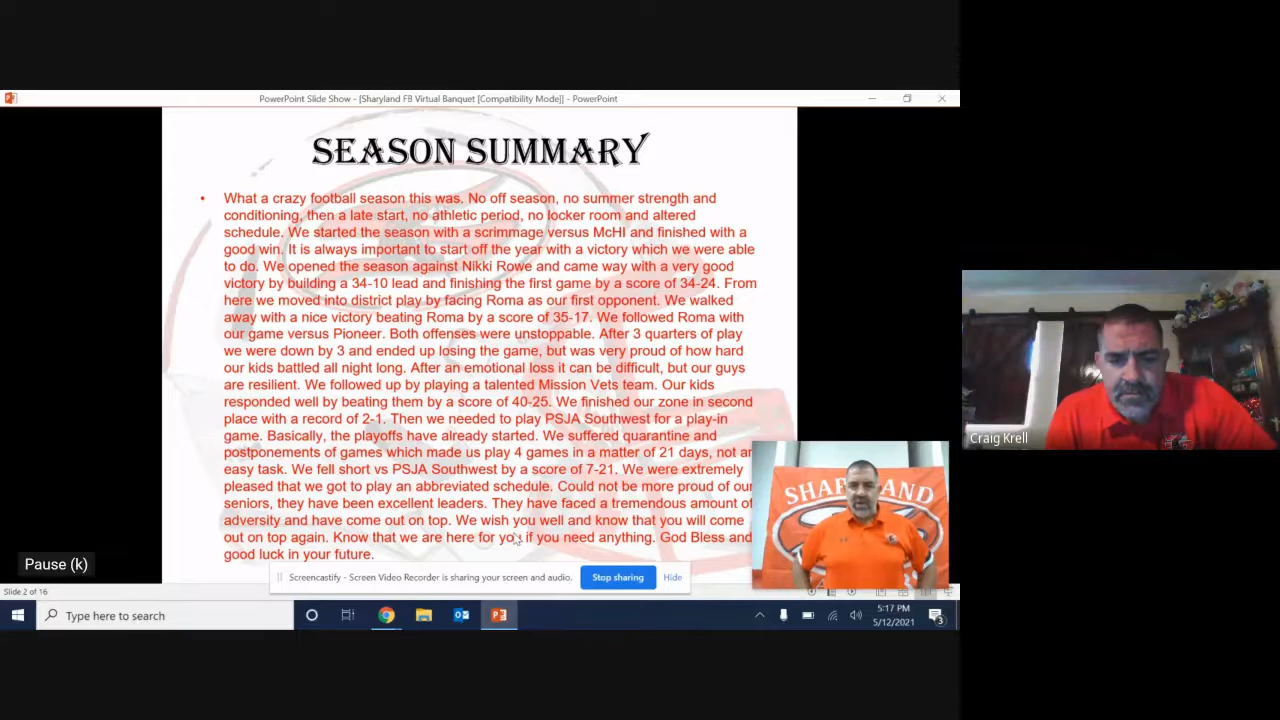 PowerPoint Slide Show - [Sharyland FB Virtual Banquet [Compatibility Mode]] - PowerPoint
SEASON SUMMARY
• What a crazy football season this was. No off season, no summer strength and
conditioning, then a late start, no athletic period, no locker room and altered
schedule. We started the season with a scrimmage versus McHI and finished with a
good win. It is always important to start off the year with a victory which we were able
to do. We opened the season against Nikki Rowe and came way with a very good
victory by building a 34-10 lead and finishing the first game by a score of 34-24. From
here we moved into district play by facing Roma as our first opponent. We walked
away with a nice victory beating Roma by a score of 35-17. We followed Roma with
our game versus Pioneer. Both offenses were unstoppable. After 3 quarters of play
we were down by 3 and ended up losing the game, but was very proud of how hard
our kids battled all night long. After an emotional loss it can be difficult, but our guys
are resilient. We followed up by playing a talented Mission Vets team. Our kids
responded well by beating them by a score of 40-25. We finished our zone in second
place with a record of 2-1. Then we needed to play PSJA Southwest for a play-in
game. Basically, the playoffs have already started. We suffered quarantine and
postponements of games which made us play 4 games in a matter of 21 days, not an
easy task. We fell short vs PSJA Southwest by a score of 7-21. We were extremely
pleased that we got to play an abbreviated schedule. Could not be more proud of our
seniors, they have been excellent leaders. They have faced a tremendous amount of
adversity and have come out on top. We wish you well and know that you will come
out on top again. Know that we are here for you if you need anything. God Bless and
good luck in your future.
SHARYLAND
Craig Krell
Pause (k)
Screencastify - Screen Video Recorder is sharing your screen and audio.
Stop sharing
Hide
Slide 2 of 16
Type here to search
5:17 PM
5/12/2021
3